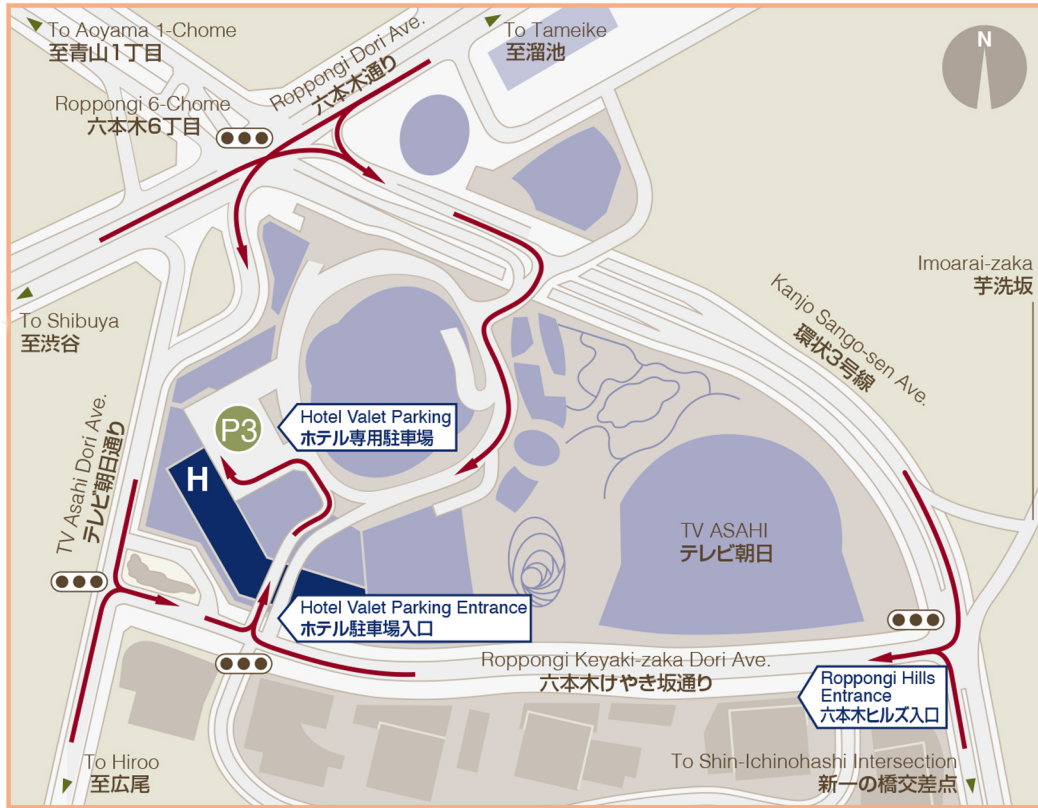 To Aoyama 1-Chome
至青山1丁目
Roppongi-Dori Ave.
六本木通り
To Tameike
至溜池
N
Roppongi 6-Chome
六本木6丁目
Imoarai-zaka
芋洗坂
Kanjo Sango-sen Ave.
環状3号線
To Shibuya
至渋谷
TV Asahi Dori Ave.
テレビ朝日通り
P3
Hotel Valet Parking
ホテル専用駐車場
H
TV ASAHI
テレビ朝日
Hotel Valet Parking Entrance
ホテル駐車場入口
Roppongi Keyaki-zaka Dori Ave.
六本木けやき坂通り
Roppongi Hills
Entrance
六本木ヒルズ入口
To Hiroo
至広尾
To Shin-Ichinohashi Intersection
新一の橋交差点